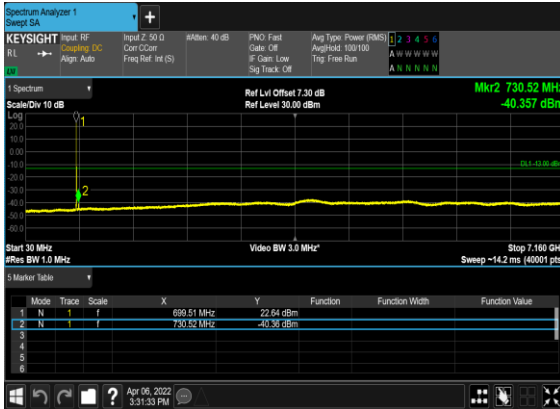 Spectrum Analyzer 1
Swept SA
+
KEYSIGHT
RL
Input: RF
Coupling: DC
Align: Auto
Input Z: 50 Ω
Corr CCorr
Freq Ref: Int (S)
#Atten: 40 dB
PNO: Fast
Gate: Off
IF Gain: Low
Sig Track: Off
Avg Type: Power (RMS)
Avg|Hold: 100/100
Trig: Free Run
1 2 3 4 5 6
A W W W W W
A N N N N N
1 Spectrum
Scale/Div 10 dB
Ref Lvl Offset 7.30 dB
Ref Level 30.00 dBm
Mkr2 730.52 MHz
-40.357 dBm
Log
20.0
10.0
0.00
-10.0
-20.0
-30.0
-40.0
-50.0
-60.0
1
2
DL1 -13.00 dBm
Start 30 MHz
#Res BW 1.0 MHz
Video BW 3.0 MHz*
Stop 7.160 GHz
Sweep ~14.2 ms (40001 pts)
5 Marker Table
Mode Trace Scale X Y Function Function Width Function Value
1 N 1 f 699.51 MHz 22.64 dBm
2 N 1 f 730.52 MHz -40.36 dBm
3
4
5
6
?
Apr 06, 2022
3:31:33 PM